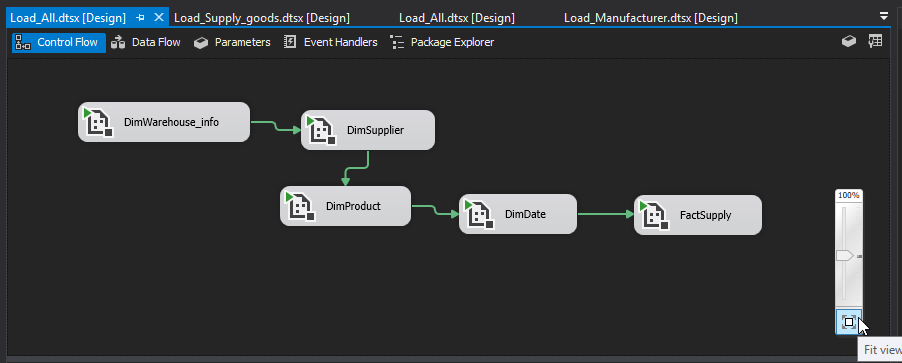 Load_All.dtsx [Design] Load_Supply_goods.dtsx [Design] Load_All.dtsx [Design] Load_Manufacturer.dtsx [Design]
Control Flow Data Flow Parameters Event Handlers Package Explorer
DimWarehouse_info
DimSupplier
DimProduct
DimDate
FactSupply
100%
Fit view